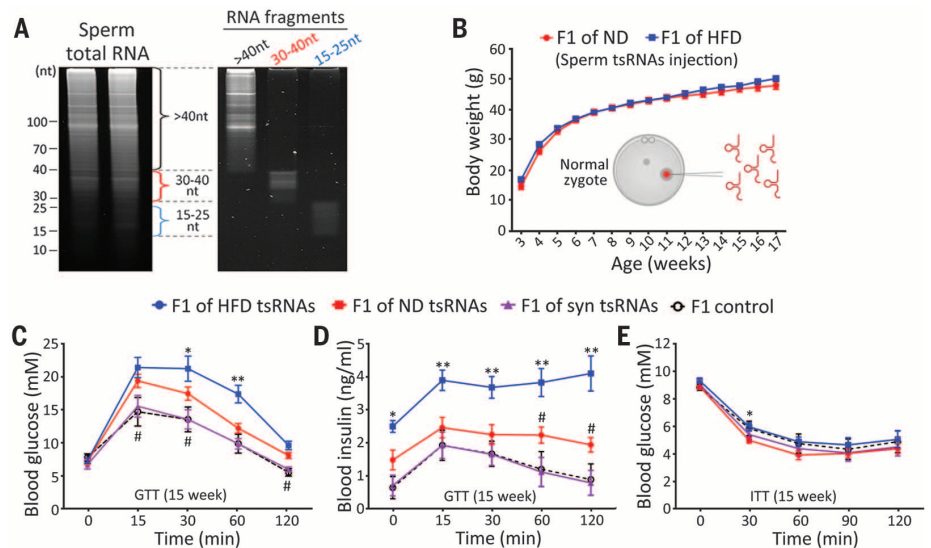 A
Sperm
total RNA
(nt)
100
70
40
30
25
15
10
>40nt
30-40
nt
15-25
nt
RNA fragments
>40nt
30-40nt
15-25nt
B
F1 of ND
F1 of HFD
(Sperm tsRNAs injection)
Body weight (g)
60
50
40
30
20
10
0
Normal
zygote
3 4 5 6 7 8 9 10 11 12 13 14 15 16 17
Age (weeks)
F1 of HFD tsRNAs
F1 of ND tsRNAs
F1 of syn tsRNAs
F1 control
C
Blood glucose (mM)
25
20
15
10
5
0
* **
# # #
GTT (15 week)
0 15 30 60 120
Time (min)
D
Blood insulin (ng/ml)
5
4
3
2
1
0
* ** ** ** **
# #
GTT (15 week)
0 15 30 60 120
Time (min)
E
Blood glucose (mM)
12
10
8
6
4
2
0
*
ITT (15 week)
0 30 60 90 120
Time (min)